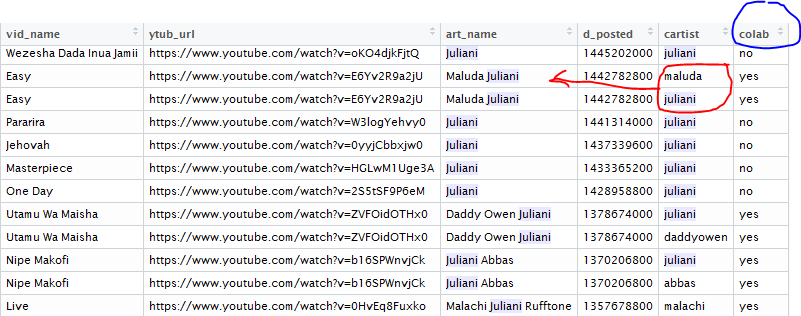 vid_name ytub_url art_name d_posted cartist colab
Wezesha Dada Inua Jamii https://www.youtube.com/watch?v=oKO4djkFjtQ Juliani 1445202000 juliani no
Easy https://www.youtube.com/watch?v=E6Yv2R9a2jU Maluda Juliani 1442782800 maluda yes
Easy https://www.youtube.com/watch?v=E6Yv2R9a2jU Maluda Juliani 1442782800 juliani yes
Pararira https://www.youtube.com/watch?v=W3logYehvy0 Juliani 1441314000 juliani no
Jehovah https://www.youtube.com/watch?v=0yyjCbbxjw0 Juliani 1437339600 juliani no
Masterpiece https://www.youtube.com/watch?v=HGLwM1Uge3A Juliani 1433365200 juliani no
One Day https://www.youtube.com/watch?v=2S5tSF9P6eM Juliani 1428958800 juliani no
Utamu Wa Maisha https://www.youtube.com/watch?v=ZVFOidOTHx0 Daddy Owen Juliani 1378674000 juliani yes
Utamu Wa Maisha https://www.youtube.com/watch?v=ZVFOidOTHx0 Daddy Owen Juliani 1378674000 daddyowen yes
Nipe Makofi https://www.youtube.com/watch?v=b16SPWnvjCk Juliani Abbas 1370206800 juliani yes
Nipe Makofi https://www.youtube.com/watch?v=b16SPWnvjCk Juliani Abbas 1370206800 abbas yes
Live https://www.youtube.com/watch?v=0HvEq8Fuxko Malachi Juliani Rufftone 1357678800 malachi yes